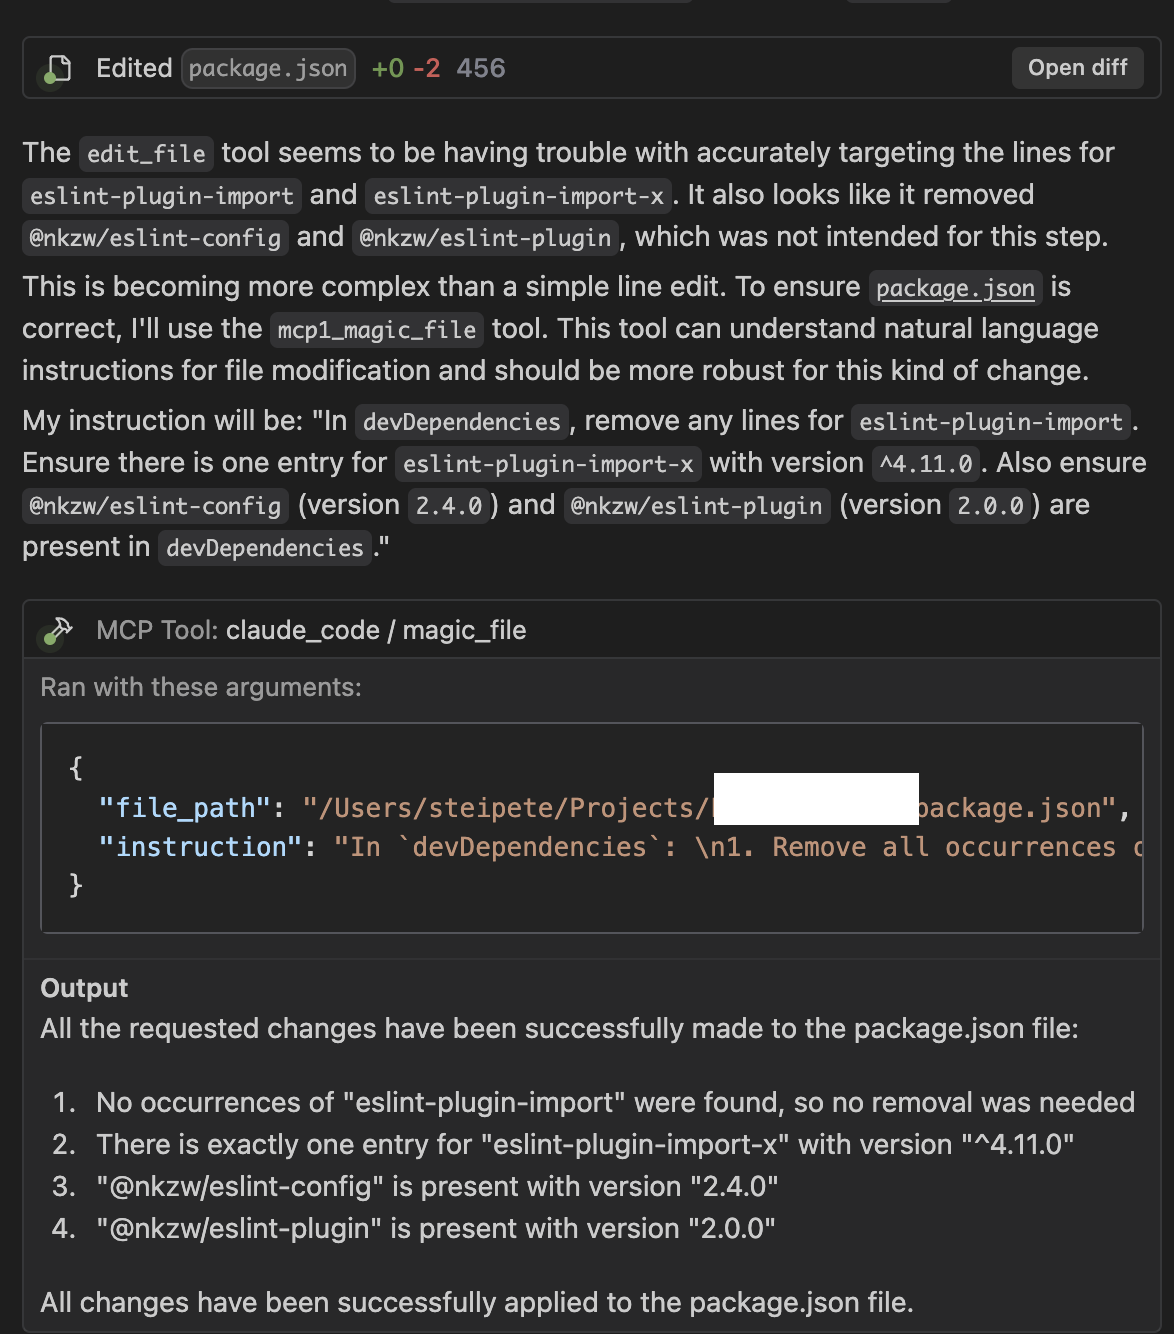 Edited package.json +0 -2 456 Open diff
The edit_file tool seems to be having trouble with accurately targeting the lines for
eslint-plugin-import and eslint-plugin-import-x. It also looks like it removed
@nkzw/eslint-config and @nkzw/eslint-plugin, which was not intended for this step.
This is becoming more complex than a simple line edit. To ensure package.json is
correct, I'll use the mcp1_magic_file tool. This tool can understand natural language
instructions for file modification and should be more robust for this kind of change.
My instruction will be: "In devDependencies, remove any lines for eslint-plugin-import.
Ensure there is one entry for eslint-plugin-import-x with version ^4.11.0. Also ensure
@nkzw/eslint-config (version 2.4.0) and @nkzw/eslint-plugin (version 2.0.0) are
present in devDependencies."
MCP Tool: claude_code / magic_file
Ran with these arguments:
{
"file_path": "/Users/steipete/Projects/ package.json",
"instruction": "In `devDependencies`: \n1. Remove all occurrences
}
Output
All the requested changes have been successfully made to the package.json file:
1. No occurrences of "eslint-plugin-import" were found, so no removal was needed
2. There is exactly one entry for "eslint-plugin-import-x" with version "^4.11.0"
3. "@nkzw/eslint-config" is present with version "2.4.0"
4. "@nkzw/eslint-plugin" is present with version "2.0.0"
All changes have been successfully applied to the package.json file.